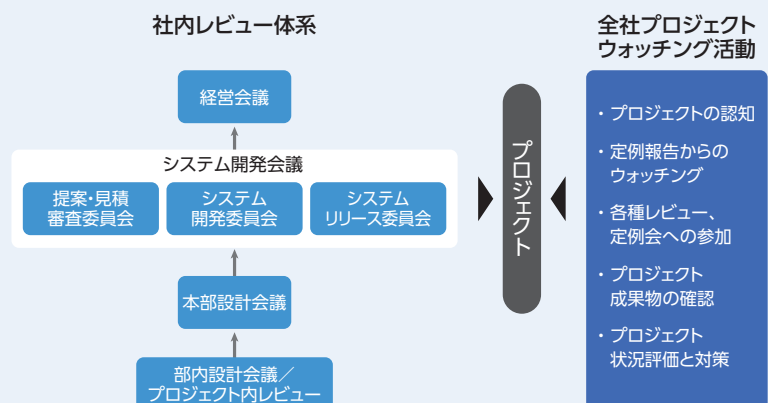 社内レビュー体系
経営会議
システム開発会議
提案・見積
審査委員会
システム
開発委員会
システム
リリース委員会
本部設計会議
部内設計会議／
プロジェクト内レビュー
プロジェクト
全社プロジェクト
ウォッチング活動
・プロジェクトの認知
・定例報告からの
ウォッチング
・各種レビュー、
定例会への参加
・プロジェクト
成果物の確認
・プロジェクト
状況評価と対策